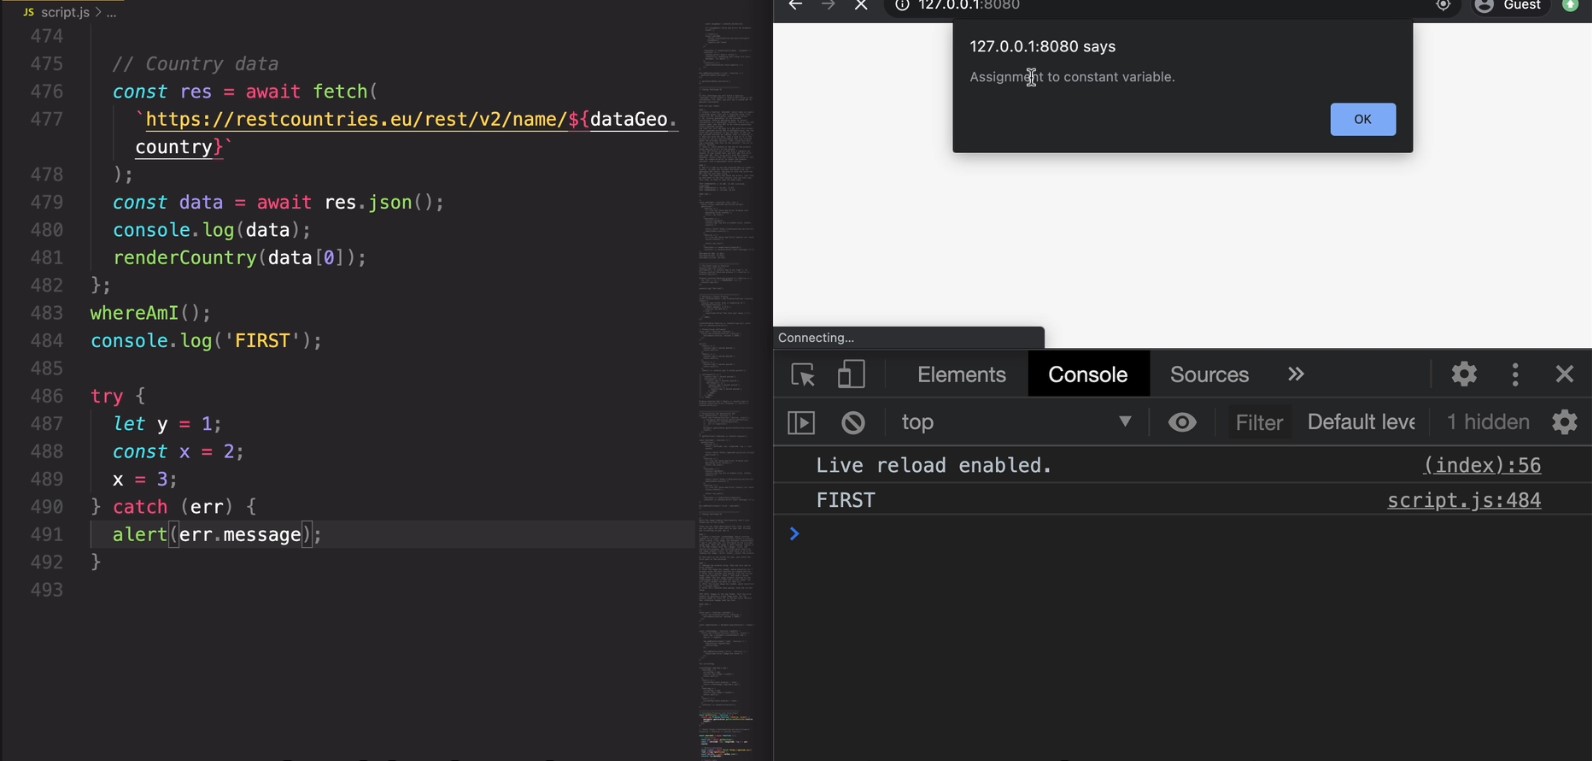 JS script.js > ...
474
475 // Country data
476 const res = await fetch(
477 `https://restcountries.eu/rest/v2/name/${dataGeo.
country}`
478 );
479 const data = await res.json();
480 console.log(data);
481 renderCountry(data[0]);
482 };
483 whereAmI();
484 console.log('FIRST');
485
486 try {
487 let y = 1;
488 const x = 2;
489 x = 3;
490 } catch (err) {
491 alert(err.message);
492 }
493
127.0.0.1:8080
Guest
127.0.0.1:8080 says
Assignment to constant variable.
OK
Connecting...
Elements Console Sources »
top Filter Default leve 1 hidden
Live reload enabled. (index):56
FIRST script.js:484